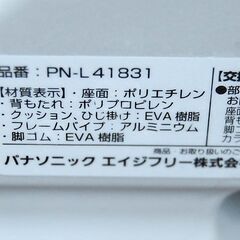 品番：PN-L41831
【材質表示】・座面：ポリエチレン
・背もたれ：ポリプロピレン
・クッション、ひじ掛け：EVA 樹脂
・フレームパイプ：アルミニウム
・脚ゴム：EVA 樹脂
パナソニック エイジフリー株式会
【交換